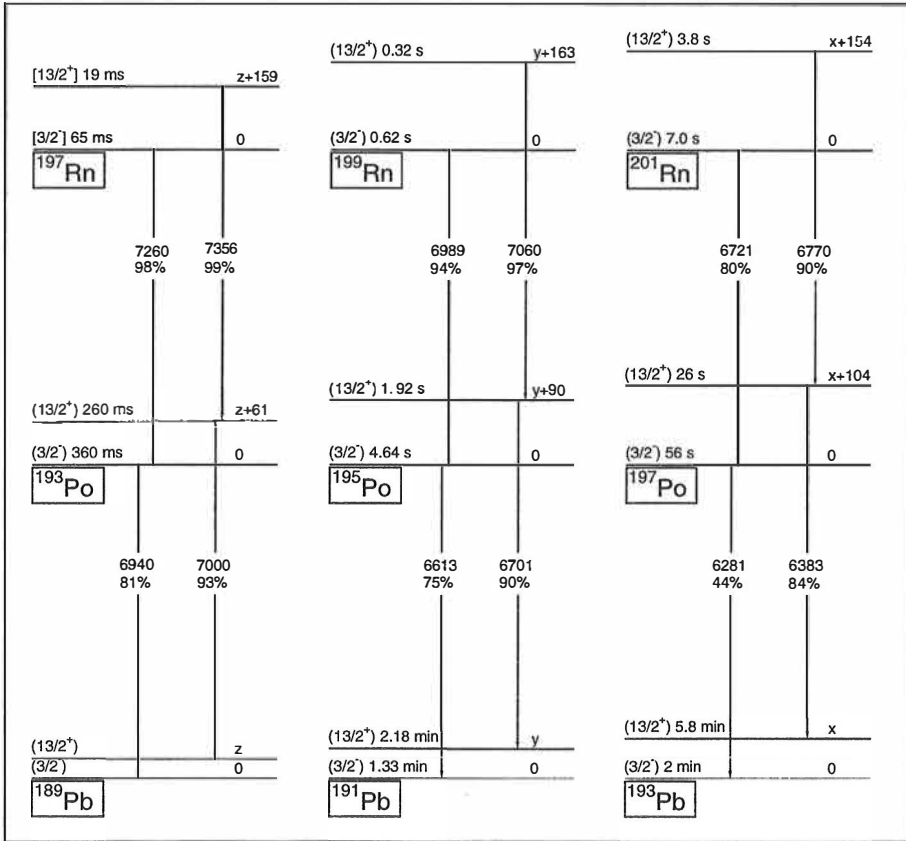 [13/2+] 19 ms z+159
[3/2-] 65 ms 0
197Rn
7260 7356
98% 99%
(13/2+) 260 ms z+61
(3/2-) 360 ms 0
193Po
6940 7000
81% 93%
(13/2+) z
(3/2) 0
189Pb
(13/2+) 0.32 s y+163
(3/2-) 0.62 s 0
199Rn
6989 7060
94% 97%
(13/2+) 1.92 s y+90
(3/2-) 4.64 s 0
195Po
6613 6701
75% 90%
(13/2+) 2.18 min y
(3/2-) 1.33 min 0
191Pb
(13/2+) 3.8 s x+154
(3/2-) 7.0 s 0
201Rn
6721 6770
80% 90%
(13/2+) 26 s x+104
(3/2-) 56 s 0
197Po
6281 6383
44% 84%
(13/2+) 5.8 min x
(3/2-) 2 min 0
193Pb